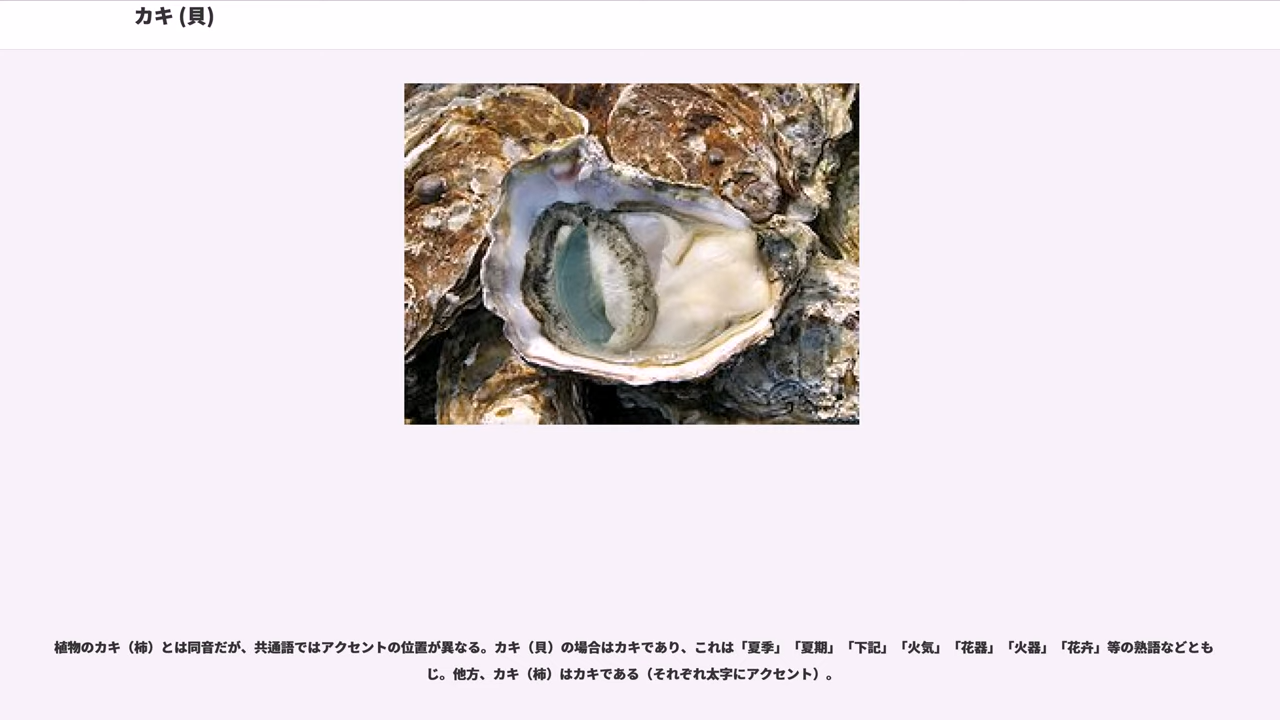 カキ (貝)
植物のカキ（柿）とは同音だが、共通語ではアクセントの位置が異なる。カキ（貝）の場合はカキであり、これは「夏季」「夏期」「下記」「火気」「花器」「火器」「花卉」等の熟語などともじ。他方、カキ（柿）はカキである（それぞれ太字にアクセント）。